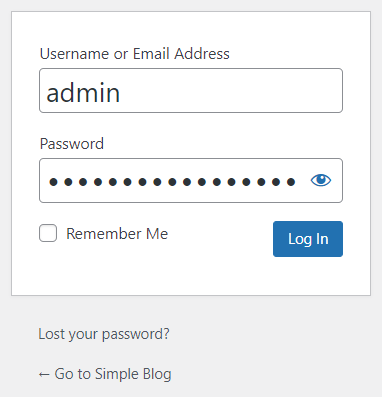 Username or Email Address
admin
Password
•••••••••••••••••
Remember Me
Log In
Lost your password?
← Go to Simple Blog